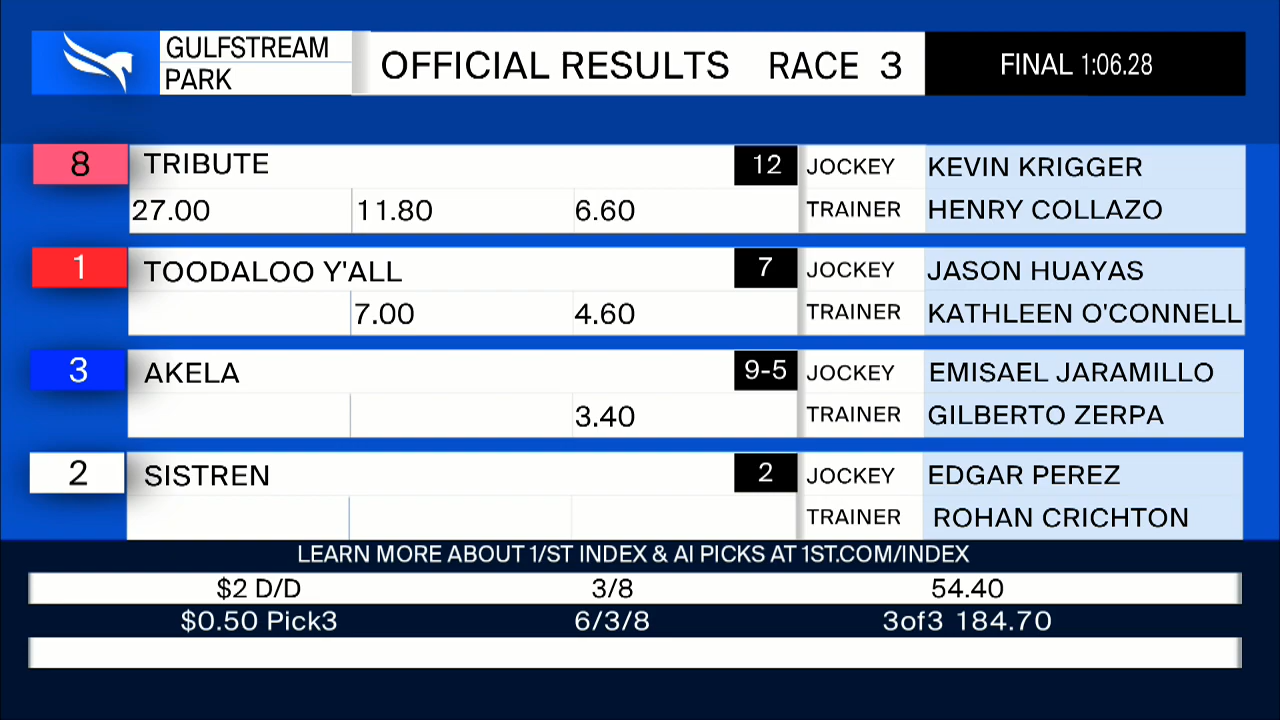 GULFSTREAM
PARK
OFFICIAL RESULTS RACE 3
FINAL 1:06.28
8 TRIBUTE 12 JOCKEY KEVIN KRIGGER
27.00 11.80 6.60 TRAINER HENRY COLLAZO
1 TOODALOO Y'ALL 7 JOCKEY JASON HUAYAS
7.00 4.60 TRAINER KATHLEEN O'CONNELL
3 AKELA 9-5 JOCKEY EMISAEL JARAMILLO
3.40 TRAINER GILBERTO ZERPA
2 SISTREN 2 JOCKEY EDGAR PEREZ
TRAINER ROHAN CRICHTON
LEARN MORE ABOUT 1/ST INDEX & AI PICKS AT 1ST.COM/INDEX
$2 D/D 3/8 54.40
$0.50 Pick3 6/3/8 3of3 184.70